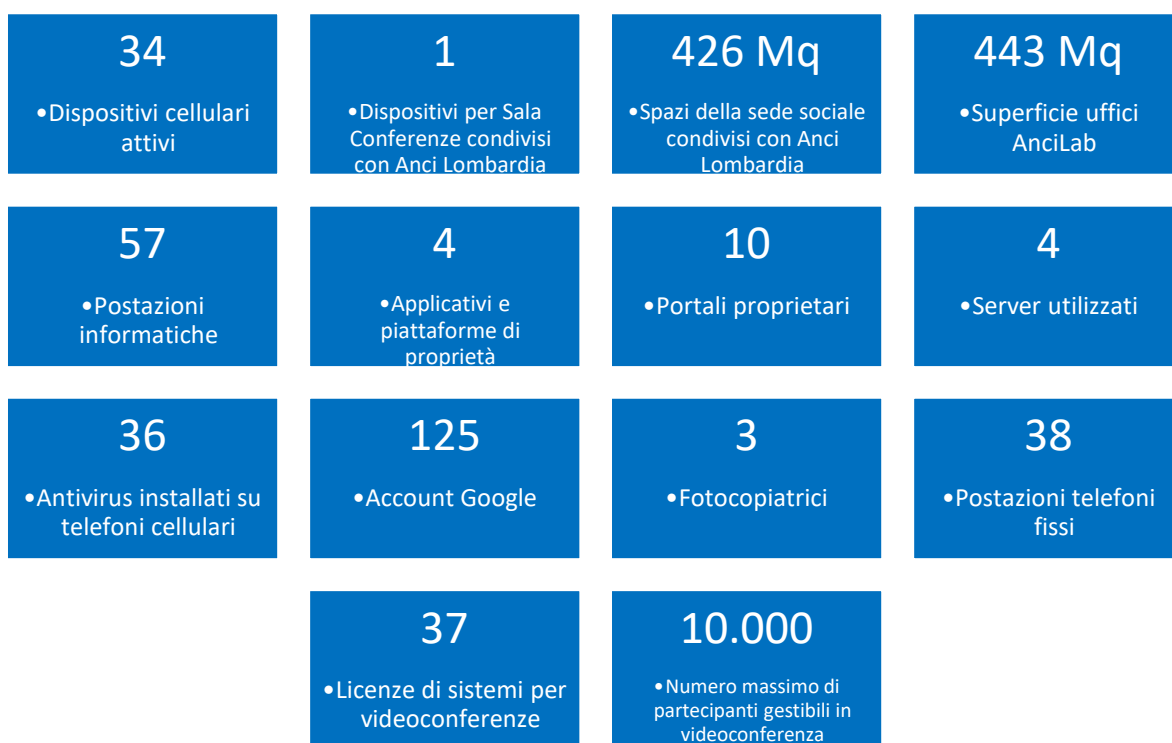 34
•Dispositivi cellulari
attivi
1
•Dispositivi per Sala
Conferenze condivisi
con Anci Lombardia
426 Mq
•Spazi della sede sociale
condivisi con Anci
Lombardia
443 Mq
•Superficie uffici
AnciLab
57
•Postazioni
informatiche
4
•Applicativi e
piattaforme di
proprietà
10
•Portali proprietari
4
•Server utilizzati
36
•Antivirus installati su
telefoni cellulari
125
•Account Google
3
•Fotocopiatrici
38
•Postazioni telefoni
fissi
37
•Licenze di sistemi per
videoconferenze
10.000
•Numero massimo di
partecipanti gestibili in
videoconferenza